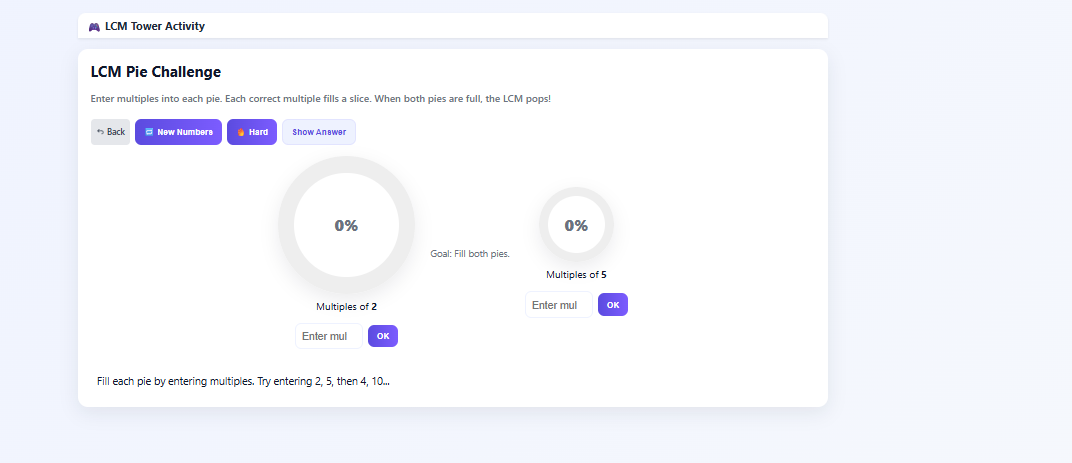 🎮 LCM Tower Activity
LCM Pie Challenge
Enter multiples into each pie. Each correct multiple fills a slice. When both pies are full, the LCM pops!
↩ Back 🔁 New Numbers 🔥 Hard Show Answer
0% 0%
Goal: Fill both pies.
Multiples of 5
Enter mul OK
Multiples of 2
Enter mul OK
Fill each pie by entering multiples. Try entering 2, 5, then 4, 10...